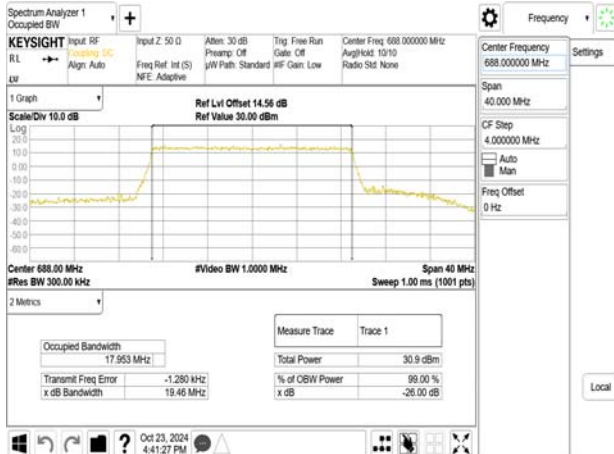 Spectrum Analyzer 1
Occupied BW
+
Frequency
KEYSIGHT
RL
Input: RF
Coupling: DC
Align: Auto
Input Z: 50 Ω
Freq Ref: Int (S)
NFE: Adaptive
Atten: 30 dB
Preamp: Off
µW Path: Standard
Trig: Free Run
Gate: Off
#IF Gain: Low
Center Freq: 688.000000 MHz
Avg|Hold: 10/10
Radio Std: None
Center Frequency
688.000000 MHz
Settings
Span
40.000 MHz
CF Step
4.000000 MHz
Auto
Man
Freq Offset
0 Hz
Local
1 Graph
Scale/Div 10.0 dB
Ref Lvl Offset 14.56 dB
Ref Value 30.00 dBm
Log
20.0
10.0
0.00
-10.0
-20.0
-30.0
-40.0
-50.0
-60.0
Center 688.00 MHz
#Video BW 1.0000 MHz
Span 40 MHz
#Res BW 300.00 kHz
Sweep 1.00 ms (1001 pts)
2 Metrics
Measure Trace Trace 1
Occupied Bandwidth
17.953 MHz
Total Power 30.9 dBm
Transmit Freq Error -1.280 kHz
% of OBW Power 99.00 %
x dB Bandwidth 19.46 MHz
x dB -26.00 dB
?
Oct 23, 2024
4:41:27 PM